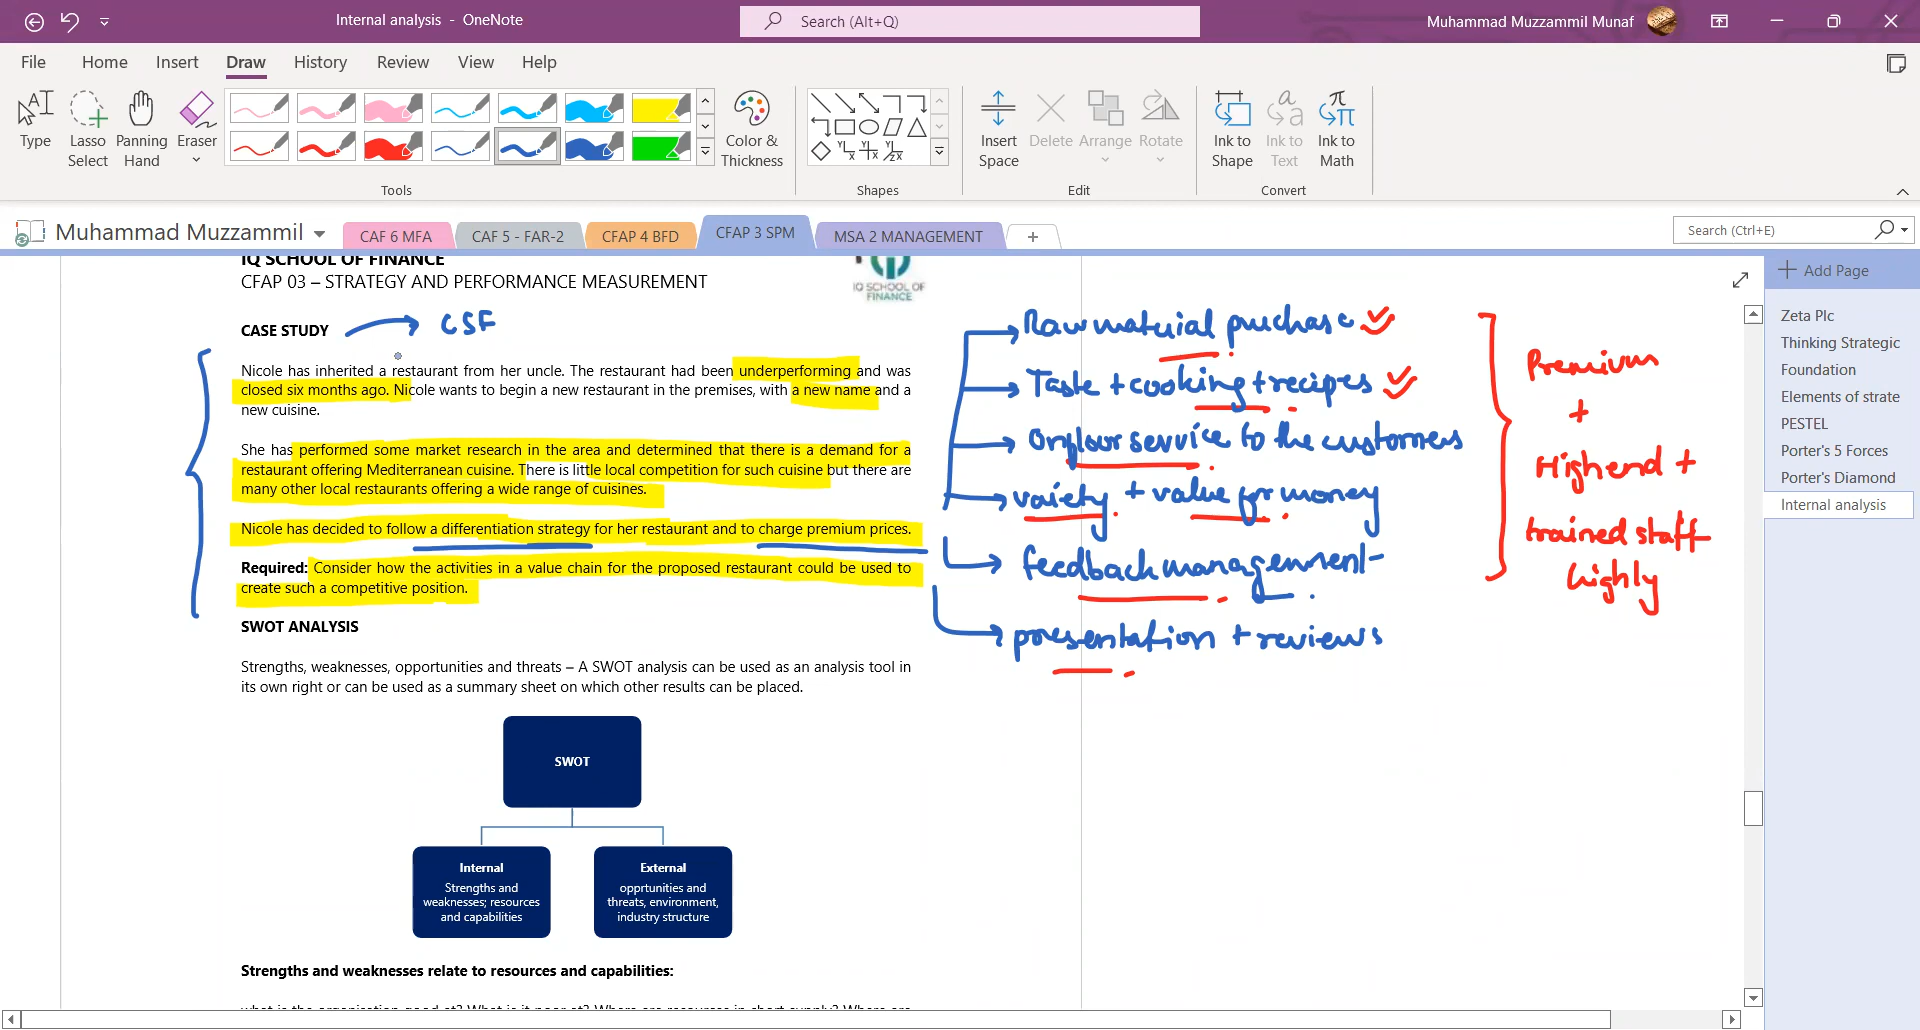 Internal analysis - OneNote
Search (Alt+Q)
Muhammad Muzzammil Munaf
File Home Insert Draw History Review View Help
Type
Lasso Select
Panning Hand
Eraser
Color & Thickness
Insert Space
Delete
Arrange
Rotate
Ink to Shape
Ink to Text
Ink to Math
Tools
Shapes
Edit
Convert
Muhammad Muzzammil
CAF 6 MFA
CAF 5 - FAR-2
CFAP 4 BFD
CFAP 3 SPM
MSA 2 MANAGEMENT
Search (Ctrl+E)
Add Page
Zeta Plc
Thinking Strategic
Foundation
Elements of strate
PESTEL
Porter's 5 Forces
Porter's Diamond
Internal analysis
IQ SCHOOL OF FINANCE
CFAP 03 – STRATEGY AND PERFORMANCE MEASUREMENT
IQ SCHOOL OF
FINANCE
CASE STUDY
CSF
Nicole has inherited a restaurant from her uncle. The restaurant had been underperforming and was
closed six months ago. Nicole wants to begin a new restaurant in the premises, with a new name and a
new cuisine.
She has performed some market research in the area and determined that there is a demand for a
restaurant offering Mediterranean cuisine. There is little local competition for such cuisine but there are
many other local restaurants offering a wide range of cuisines.
Nicole has decided to follow a differentiation strategy for her restaurant and to charge premium prices.
Required: Consider how the activities in a value chain for the proposed restaurant could be used to
create such a competitive position.
Raw material puchase
Taste + cooking + recipes
Onfloor service to the customers
vaiety + value for money
feedback management
presentation + reviews
Premium
+
Highend +
trained staff
highly
SWOT ANALYSIS
Strengths, weaknesses, opportunities and threats – A SWOT analysis can be used as an analysis tool in
its own right or can be used as a summary sheet on which other results can be placed.
SWOT
Internal
Strengths and
weaknesses; resources
and capabilities
External
opprtunities and
threats, environment,
industry structure
Strengths and weaknesses relate to resources and capabilities: